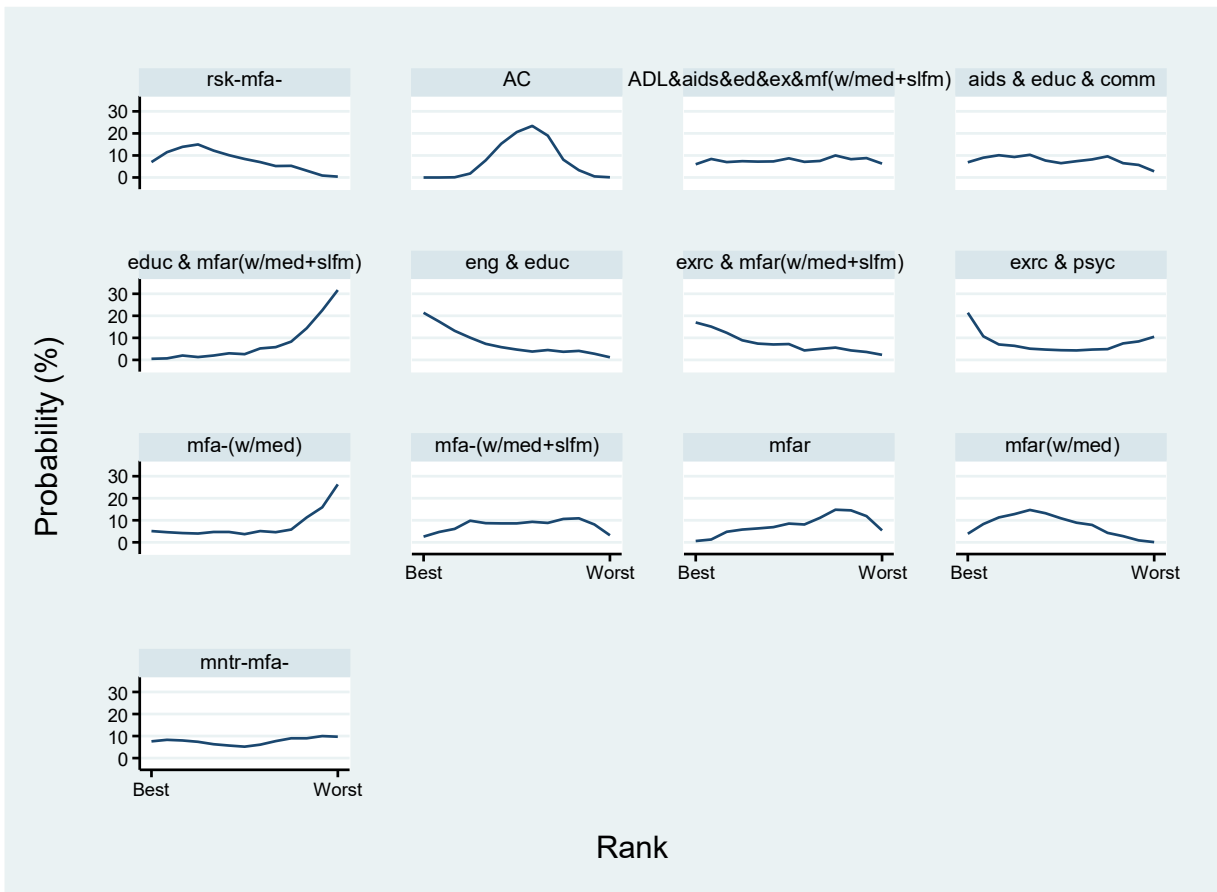 rsk-mfa-
AC
ADL&aids&ed&ex&mf(w/med+slfm)
aids & educ & comm
30
20
10
0
educ & mfar(w/med+slfm)
eng & educ
exrc & mfar(w/med+slfm)
exrc & psyc
30
20
10
0
mfa-(w/med)
mfa-(w/med+slfm)
mfar
mfar(w/med)
30
20
10
0
Best Worst
Best Worst
Best Worst
mntr-mfa-
30
20
10
0
Best Worst
Probability (%)
Rank